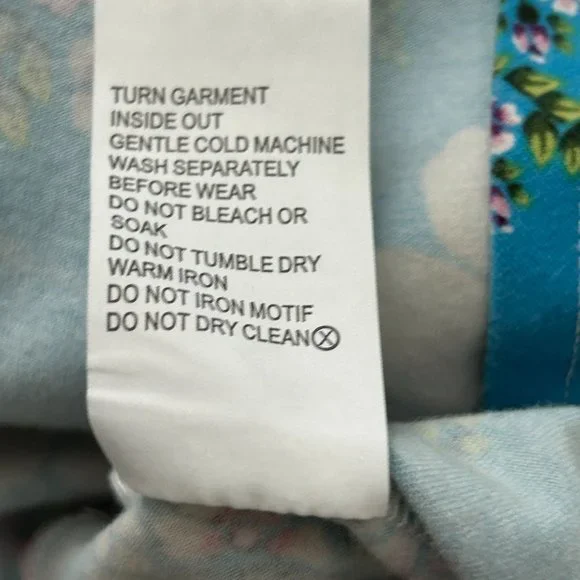 TURN GARMENT
INSIDE OUT
GENTLE COLD MACHINE
WASH SEPARATELY
BEFORE WEAR
DO NOT BLEACH OR
SOAK
DO NOT TUMBLE DRY
WARM IRON
DO NOT IRON MOTIF
DO NOT DRY CLEAN